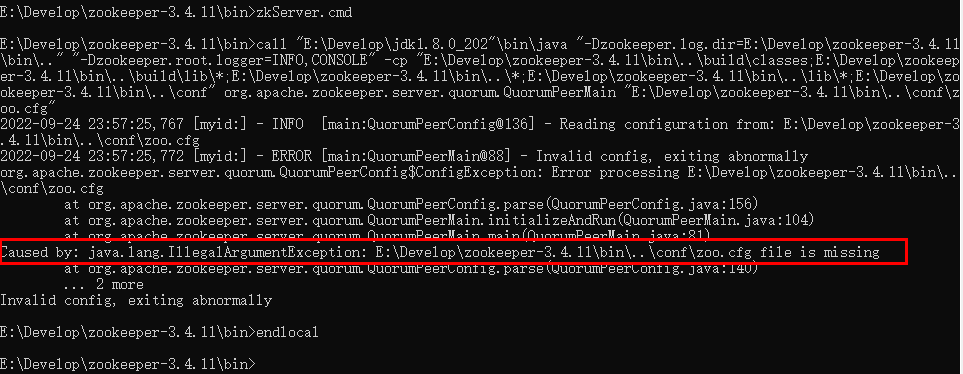 E:\Develop\zookeeper-3.4.11\bin>zkServer.cmd
E:\Develop\zookeeper-3.4.11\bin>call "E:\Develop\jdk1.8.0_202"\bin\java "-Dzookeeper.log.dir=E:\Develop\zookeeper-3.4.11
\bin\.." "-Dzookeeper.root.logger=INFO,CONSOLE" -cp "E:\Develop\zookeeper-3.4.11\bin\..\build\classes;E:\Develop\zookeep
er-3.4.11\bin\..\build\lib\*;E:\Develop\zookeeper-3.4.11\bin\..\*;E:\Develop\zookeeper-3.4.11\bin\..\lib\*;E:\Develop\zo
okeeper-3.4.11\bin\..\conf" org.apache.zookeeper.server.quorum.QuorumPeerMain "E:\Develop\zookeeper-3.4.11\bin\..\conf\z
oo.cfg"
2022-09-24 23:57:25,767 [myid:] - INFO  [main:QuorumPeerConfig@136] - Reading configuration from: E:\Develop\zookeeper-3
.4.11\bin\..\conf\zoo.cfg
2022-09-24 23:57:25,772 [myid:] - ERROR [main:QuorumPeerMain@88] - Invalid config, exiting abnormally
org.apache.zookeeper.server.quorum.QuorumPeerConfig$ConfigException: Error processing E:\Develop\zookeeper-3.4.11\bin\..
\conf\zoo.cfg
at org.apache.zookeeper.server.quorum.QuorumPeerConfig.parse(QuorumPeerConfig.java:156)
at org.apache.zookeeper.server.quorum.QuorumPeerMain.initializeAndRun(QuorumPeerMain.java:104)
at org.apache.zookeeper.server.quorum.QuorumPeerMain.main(QuorumPeerMain.java:81)
Caused by: java.lang.IllegalArgumentException: E:\Develop\zookeeper-3.4.11\bin\..\conf\zoo.cfg file is missing
at org.apache.zookeeper.server.quorum.QuorumPeerConfig.parse(QuorumPeerConfig.java:140)
... 2 more
Invalid config, exiting abnormally
E:\Develop\zookeeper-3.4.11\bin>endlocal
E:\Develop\zookeeper-3.4.11\bin>